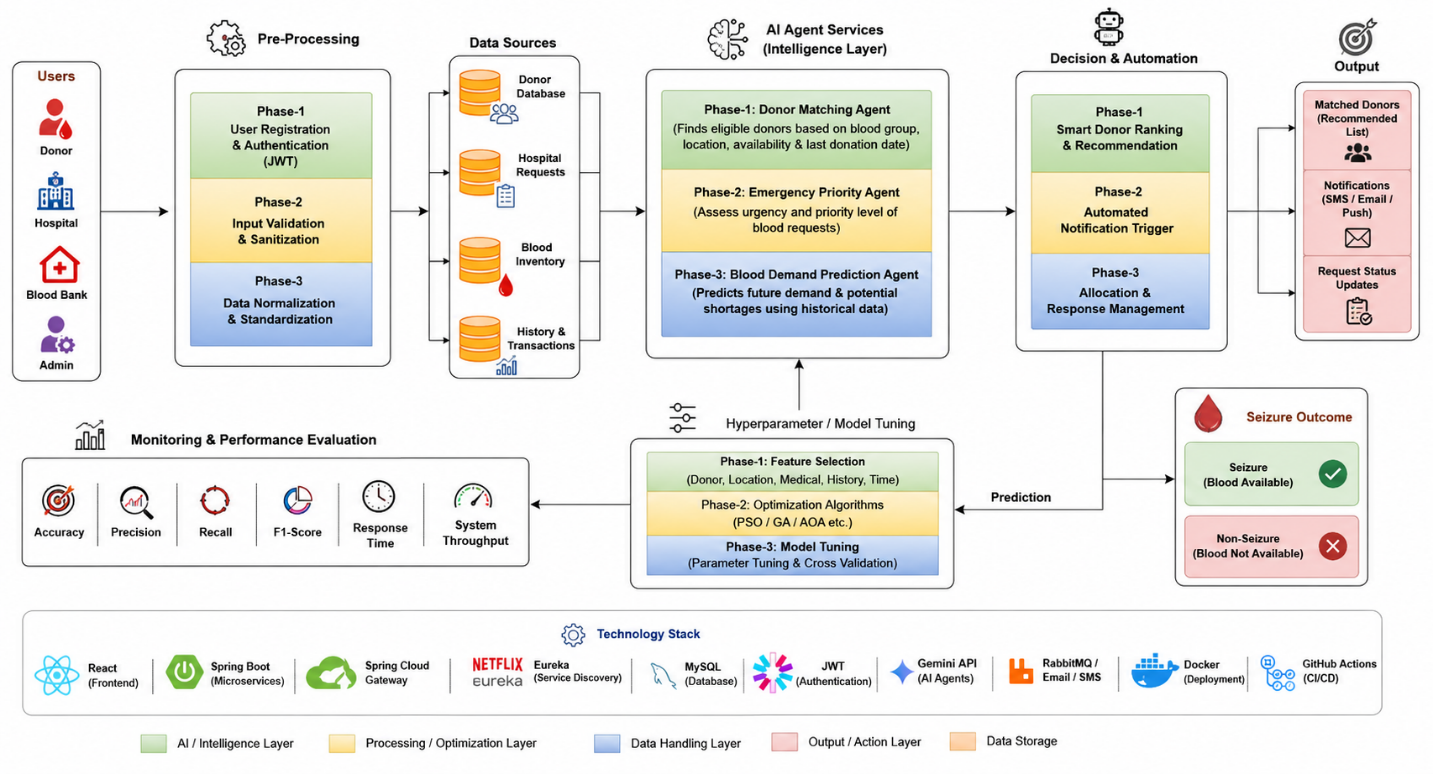 Users
Donor
Hospital
Blood Bank
Admin
Pre-Processing
Phase-1
User Registration
& Authentication
(JWT)
Phase-2
Input Validation
& Sanitization
Phase-3
Data Normalization
& Standardization
Data Sources
Donor
Database
Hospital
Requests
Blood
Inventory
History &
Transactions
AI Agent Services
(Intelligence Layer)
Phase-1: Donor Matching Agent
(Finds eligible donors based on blood group,
location, availability & last donation date)
Phase-2: Emergency Priority Agent
(Assess urgency and priority level of
blood requests)
Phase-3: Blood Demand Prediction Agent
(Predicts future demand & potential
shortages using historical data)
Decision & Automation
Phase-1
Smart Donor Ranking
& Recommendation
Phase-2
Automated
Notification Trigger
Phase-3
Allocation &
Response Management
Output
Matched Donors
(Recommended
List)
Notifications
(SMS / Email /
Push)
Request Status
Updates
Monitoring & Performance Evaluation
Accuracy
Precision
Recall
F1-Score
Response
Time
System
Throughput
Hyperparameter / Model Tuning
Phase-1: Feature Selection
(Donor, Location, Medical, History, Time)
Phase-2: Optimization Algorithms
(PSO / GA / AOA etc.)
Phase-3: Model Tuning
(Parameter Tuning & Cross Validation)
Prediction
Seizure Outcome
Seizure
(Blood Available)
Non-Seizure
(Blood Not Available)
Technology Stack
React
(Frontend)
Spring Boot
(Microservices)
Spring Cloud
Gateway
NETFLIX
eureka
Eureka
(Service Discovery)
MySQL
(Database)
JWT
(Authentication)
Gemini API
(AI Agents)
RabbitMQ /
Email / SMS
Docker
(Deployment)
GitHub Actions
(CI/CD)
AI / Intelligence Layer
Processing / Optimization Layer
Data Handling Layer
Output / Action Layer
Data Storage